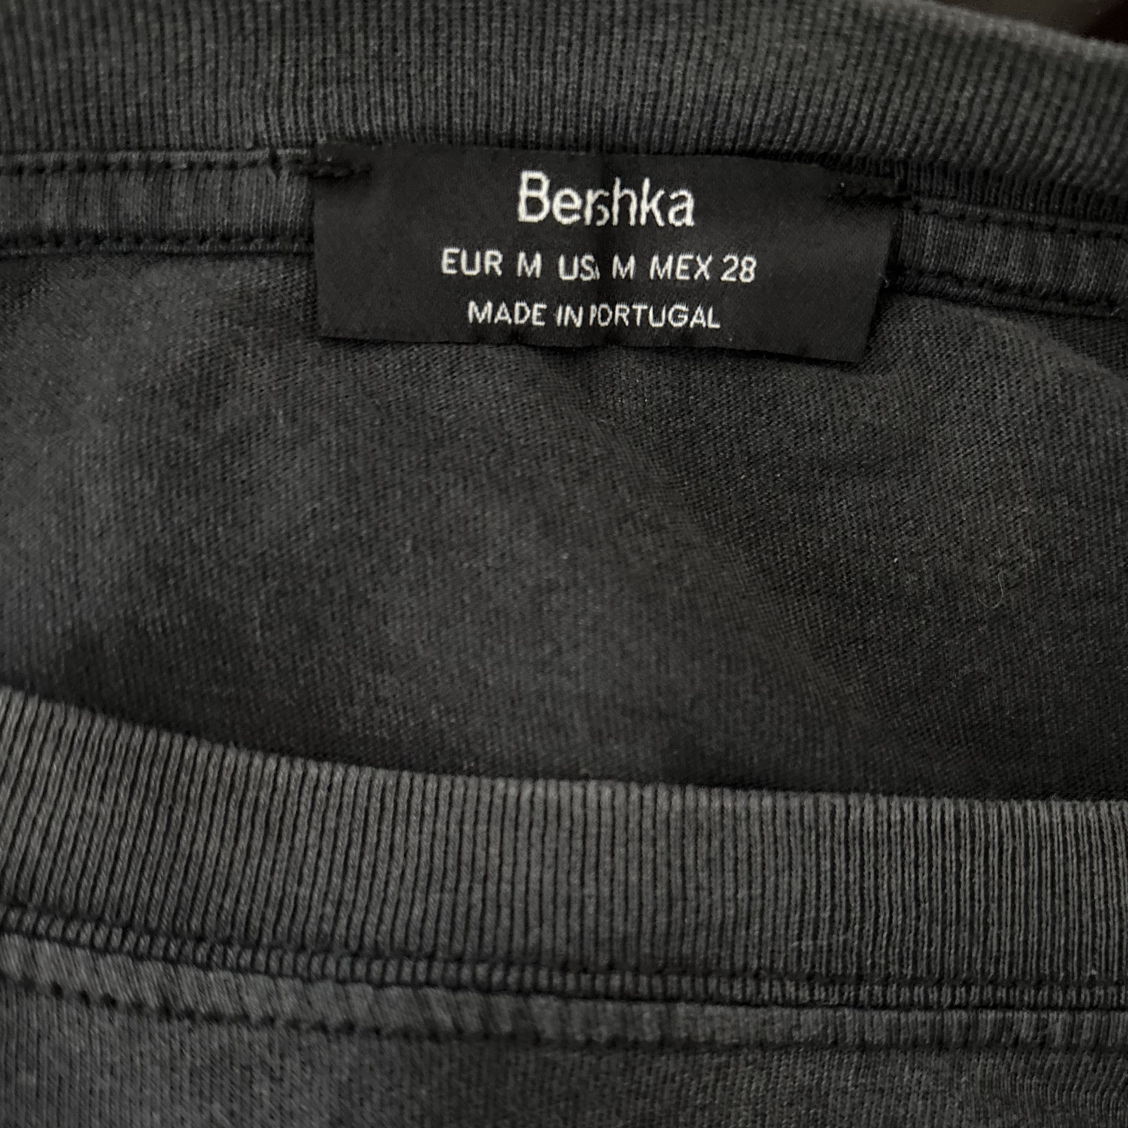 Bershka
EUR M US M MEX 28
MADE IN PORTUGAL